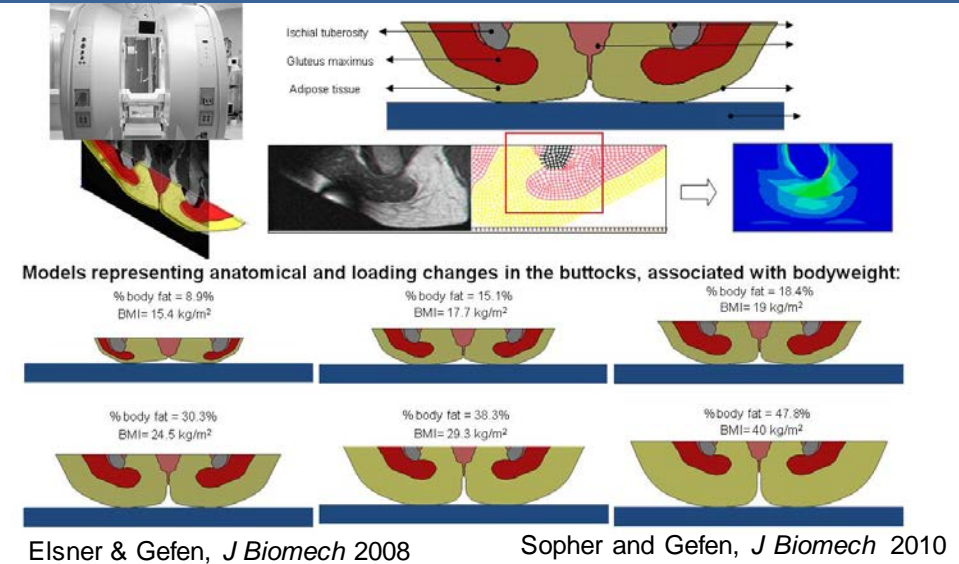 Ischial tuberosity
Gluteus maximus
Adipose tissue
Models representing anatomical and loading changes in the buttocks, associated with bodyweight:
% body fat = 8.9%
BMI= 15.4 kg/m²
% body fat = 15.1%
BMI= 17.7 kg/m²
% body fat = 18.4%
BMI= 19 kg/m²
% body fat = 30.3%
BMI= 24.5 kg/m²
% body fat = 38.3%
BMI= 29.3 kg/m²
% body fat = 47.8%
BMI= 40 kg/m²
Elsner & Gefen, J Biomech 2008
Sopher and Gefen, J Biomech 2010